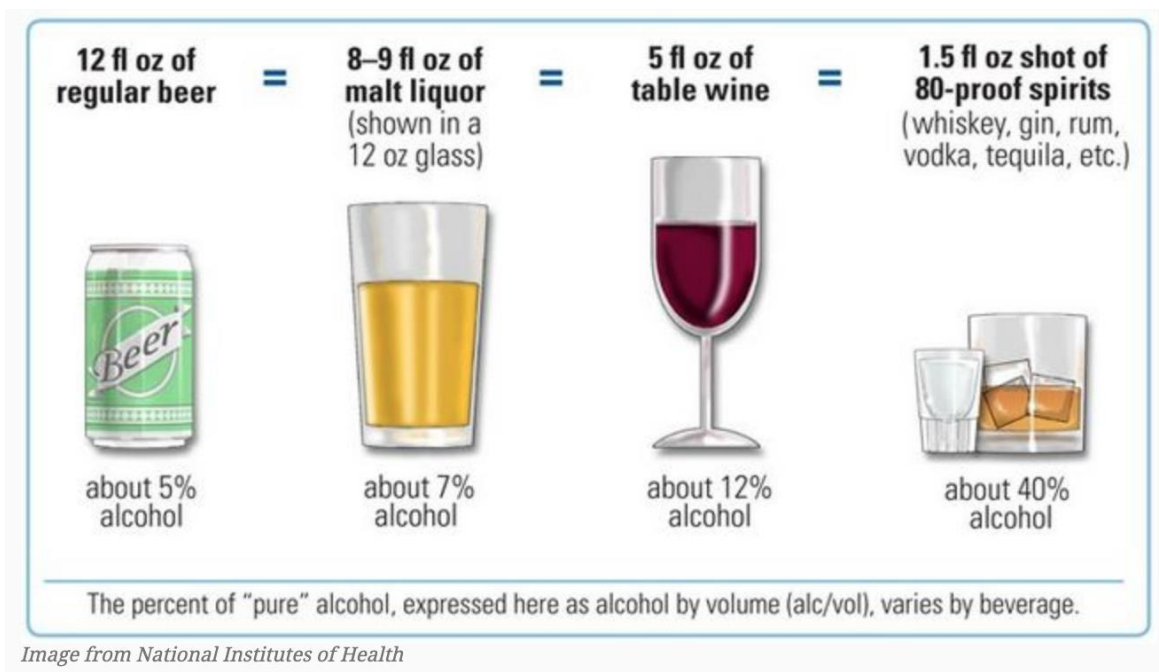 12 fl oz of
regular beer
=
8–9 fl oz of
malt liquor
(shown in a
12 oz glass)
=
5 fl oz of
table wine
=
1.5 fl oz shot of
80-proof spirits
(whiskey, gin, rum,
vodka, tequila, etc.)
Beer
about 5%
alcohol
about 7%
alcohol
about 12%
alcohol
about 40%
alcohol
The percent of “pure” alcohol, expressed here as alcohol by volume (alc/vol), varies by beverage.
Image from National Institutes of Health